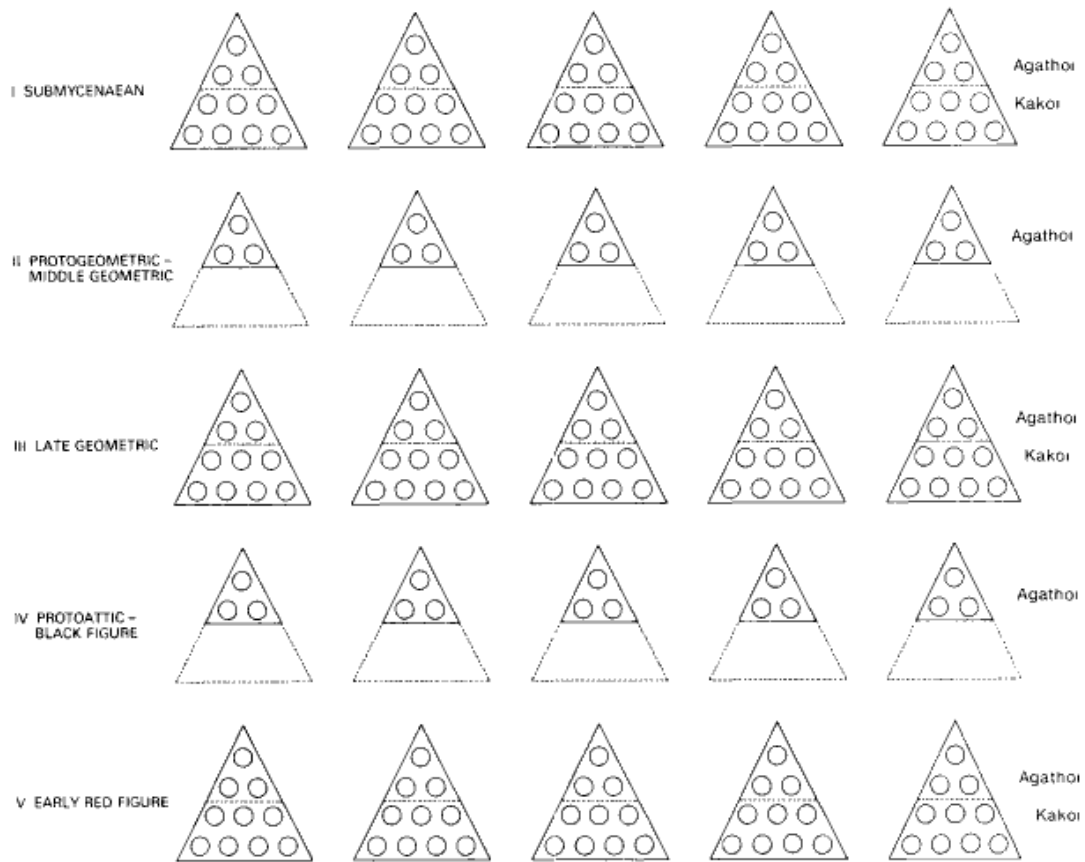 I SUBMYCENAEAN
Agathoi
Kakoi
II PROTOGEOMETRIC –
MIDDLE GEOMETRIC
Agathoi
III LATE GEOMETRIC
Agathoi
Kakoi
IV PROTOATTIC –
BLACK FIGURE
Agathoi
V EARLY RED FIGURE
Agathoi
Kakoi